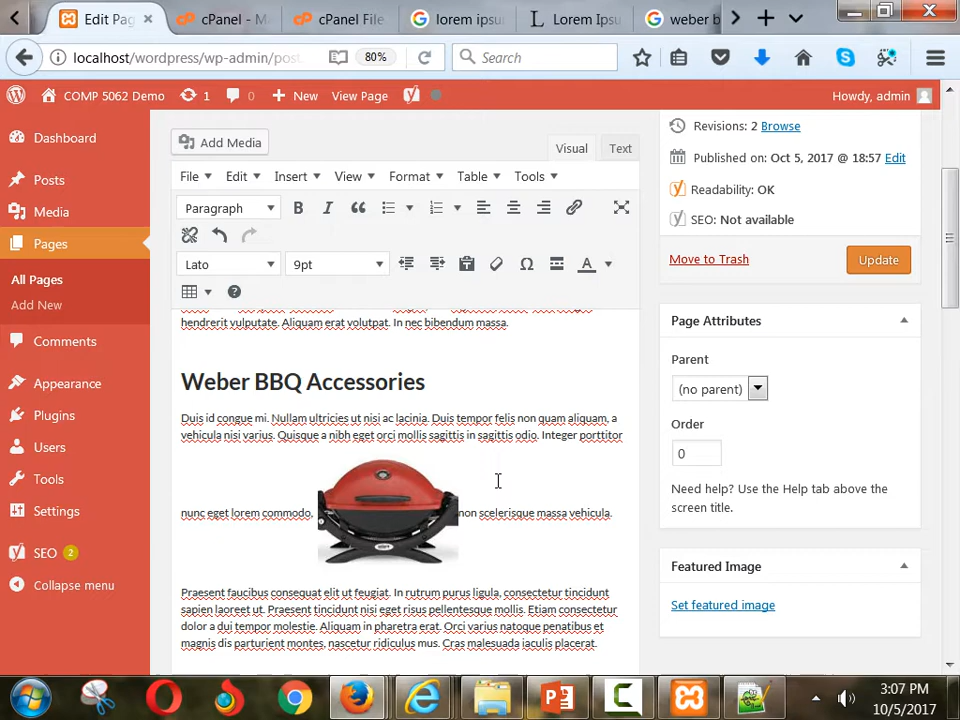 Edit Pag
cPanel - M
cPanel File
lorem ipsu
Lorem Ipsu
weber b
localhost/wordpress/wp-admin/post.
80%
Search
COMP 5062 Demo
1
0
New
View Page
Howdy, admin
Dashboard
Posts
Media
Pages
All Pages
Add New
Comments
Appearance
Plugins
Users
Tools
Settings
SEO 2
Collapse menu
Add Media
Visual
Text
File
Edit
Insert
View
Format
Table
Tools
Paragraph
Lato
9pt
hendrerit vulputate. Aliquam erat volutpat. In nec bibendum massa.
Weber BBQ Accessories
Duis id congue mi. Nullam ultricies ut nisi ac lacinia. Duis tempor felis non quam aliquam, a
vehicula nisi varius. Quisque a nibh eget orci mollis sagittis in sagittis odio. Integer porttitor
nunc eget lorem commodo, non scelerisque massa vehicula.
Praesent faucibus consequat elit ut feugiat. In rutrum purus ligula, consectetur tincidunt
sapien laoreet ut. Praesent tincidunt nisi eget risus pellentesque mollis. Etiam consectetur
dolor a dui tempor molestie. Aliquam in pharetra erat. Orci varius natoque penatibus et
magnis dis parturient montes, nascetur ridiculus mus. Cras malesuada iaculis placerat.
Revisions: 2 Browse
Published on: Oct 5, 2017 @ 18:57 Edit
Readability: OK
SEO: Not available
Move to Trash
Update
Page Attributes
Parent
(no parent)
Order
0
Need help? Use the Help tab above the
screen title.
Featured Image
Set featured image
3:07 PM
10/5/2017